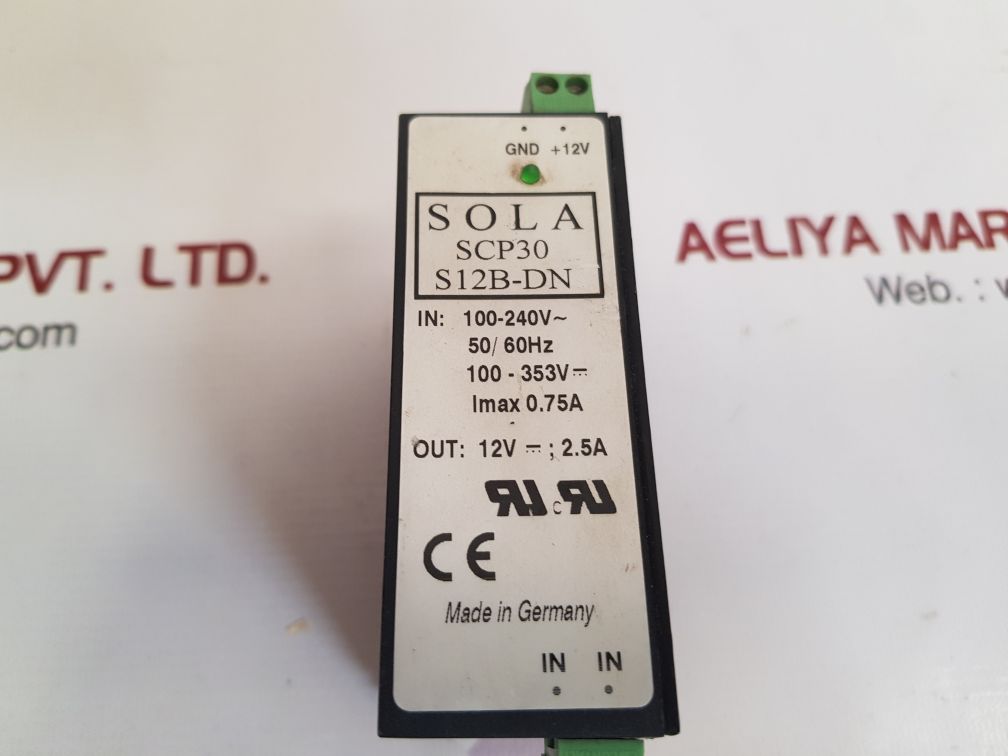 GND +12V
SOLA
SCP30
S12B-DN
IN: 100-240V~
50/ 60Hz
100 - 353V⎓
Imax 0.75A
OUT: 12V ⎓ ; 2.5A
c
CE
Made in Germany
IN IN
PVT. LTD.
com
AELIYA MAR
Web. : w